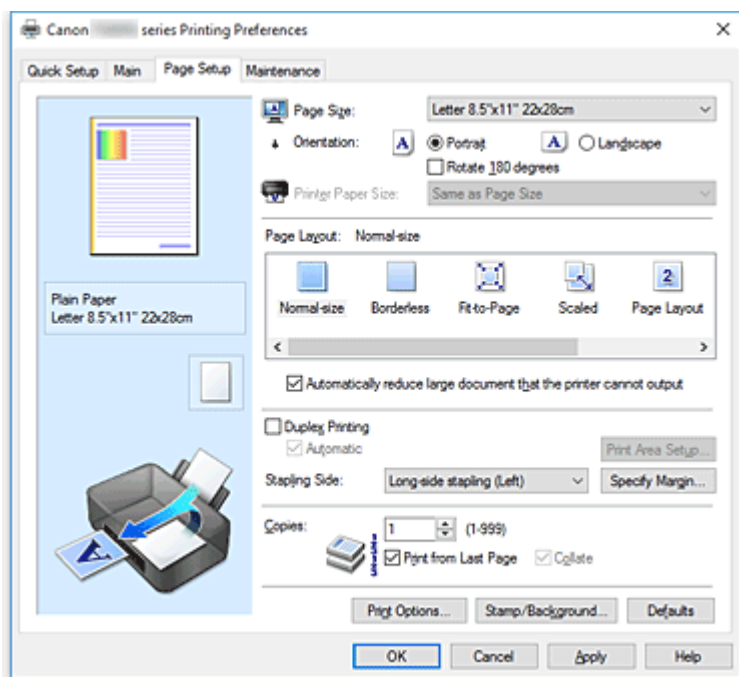 Canon series Printing Preferences
Quick Setup Main Page Setup Maintenance
Page Size: Letter 8.5"x11" 22x28cm
Orientation: A Portrait A Landscape
Rotate 180 degrees
Printer Paper Size: Same as Page Size
Page Layout: Normal-size
2
Normal-size Borderless Fit-to-Page Scaled Page Layout
Plain Paper
Letter 8.5"x11" 22x28cm
Automatically reduce large document that the printer cannot output
Duplex Printing
Automatic
Print Area Setup...
Stapling Side: Long-side stapling (Left) Specify Margin...
Copies: 1 (1-999)
Print from Last Page Collate
A
Print Options... Stamp/Background... Defaults
OK Cancel Apply Help